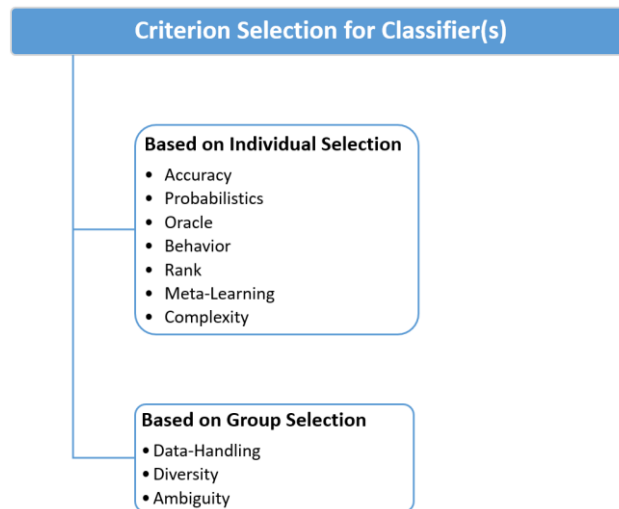 Criterion Selection for Classifier(s)
Based on Individual Selection
• Accuracy
• Probabilistics
• Oracle
• Behavior
• Rank
• Meta-Learning
• Complexity
Based on Group Selection
• Data-Handling
• Diversity
• Ambiguity